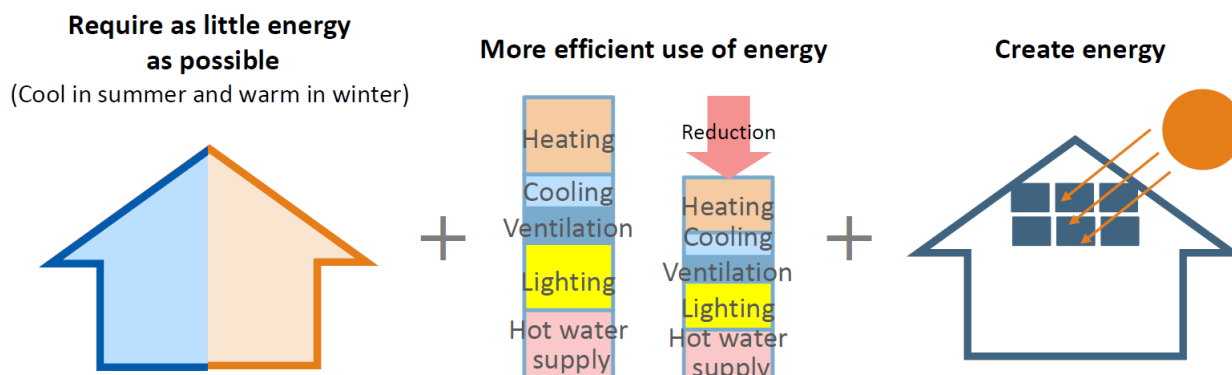 Require as little energy
as possible
(Cool in summer and warm in winter)
More efficient use of energy
Heating
Cooling
Ventilation
Lighting
Hot water
supply
Reduction
Heating
Cooling
Ventilation
Lighting
Hot water
supply
Create energy